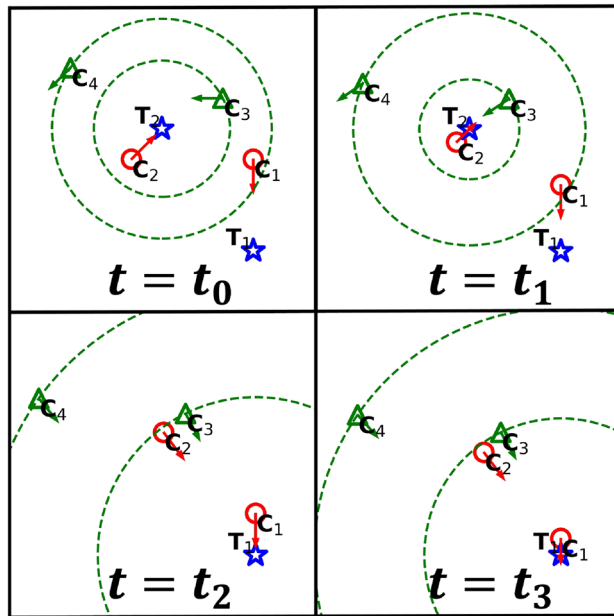 C₄
C₃
T₂
C₂
C₁
T₁
t = t₀
C₄
C₃
T₂
C₂
C₁
T₁
t = t₁
C₄
C₃
C₂
C₁
T₁
t = t₂
C₄
C₃
C₂
T₁
C₁
t = t₃